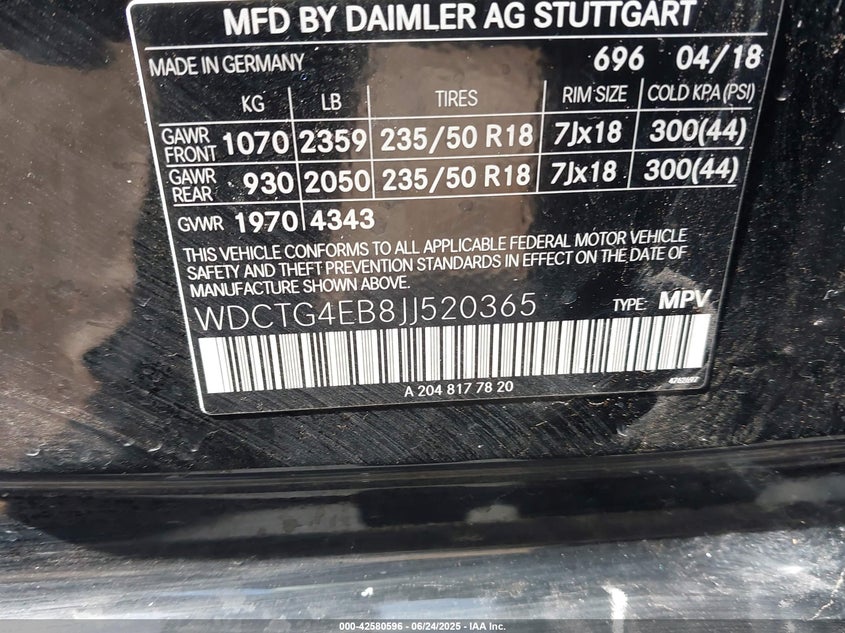 MFD BY DAIMLER AG STUTTGART
MADE IN GERMANY 696 04/18
KG LB TIRES RIM SIZE COLD KPA (PSI)
GAWR FRONT 1070 2359 235/50 R18 7Jx18 300(44)
GAWR REAR 930 2050 235/50 R18 7Jx18 300(44)
GVWR 1970 4343
THIS VEHICLE CONFORMS TO ALL APPLICABLE FEDERAL MOTOR VEHICLE
SAFETY AND THEFT PREVENTION STANDARDS IN EFFECT ON THE DATE OF
MANUFACTURE SHOWN ABOVE.
WDCTG4EB8JJ520365 TYPE: MPV
A 204 817 78 20
000-42580596 - 06/24/2025 - IAA Inc.